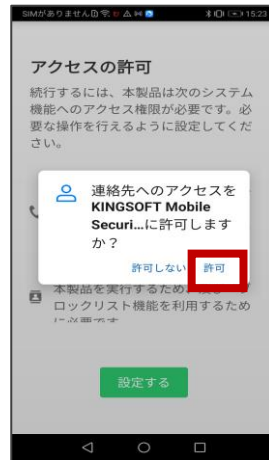 SIMがありません
15:23
アクセスの許可
続行するには、本製品は次のシステム
機能へのアクセス権限が必要です。必
要な操作を行えるように設定してくだ
さい。
連絡先へのアクセスを
KINGSOFT Mobile
Securi...に許可します
か？
許可しない 許可
本製品を実行するため
ロックリスト機能を利用するため
に必要です
設定する